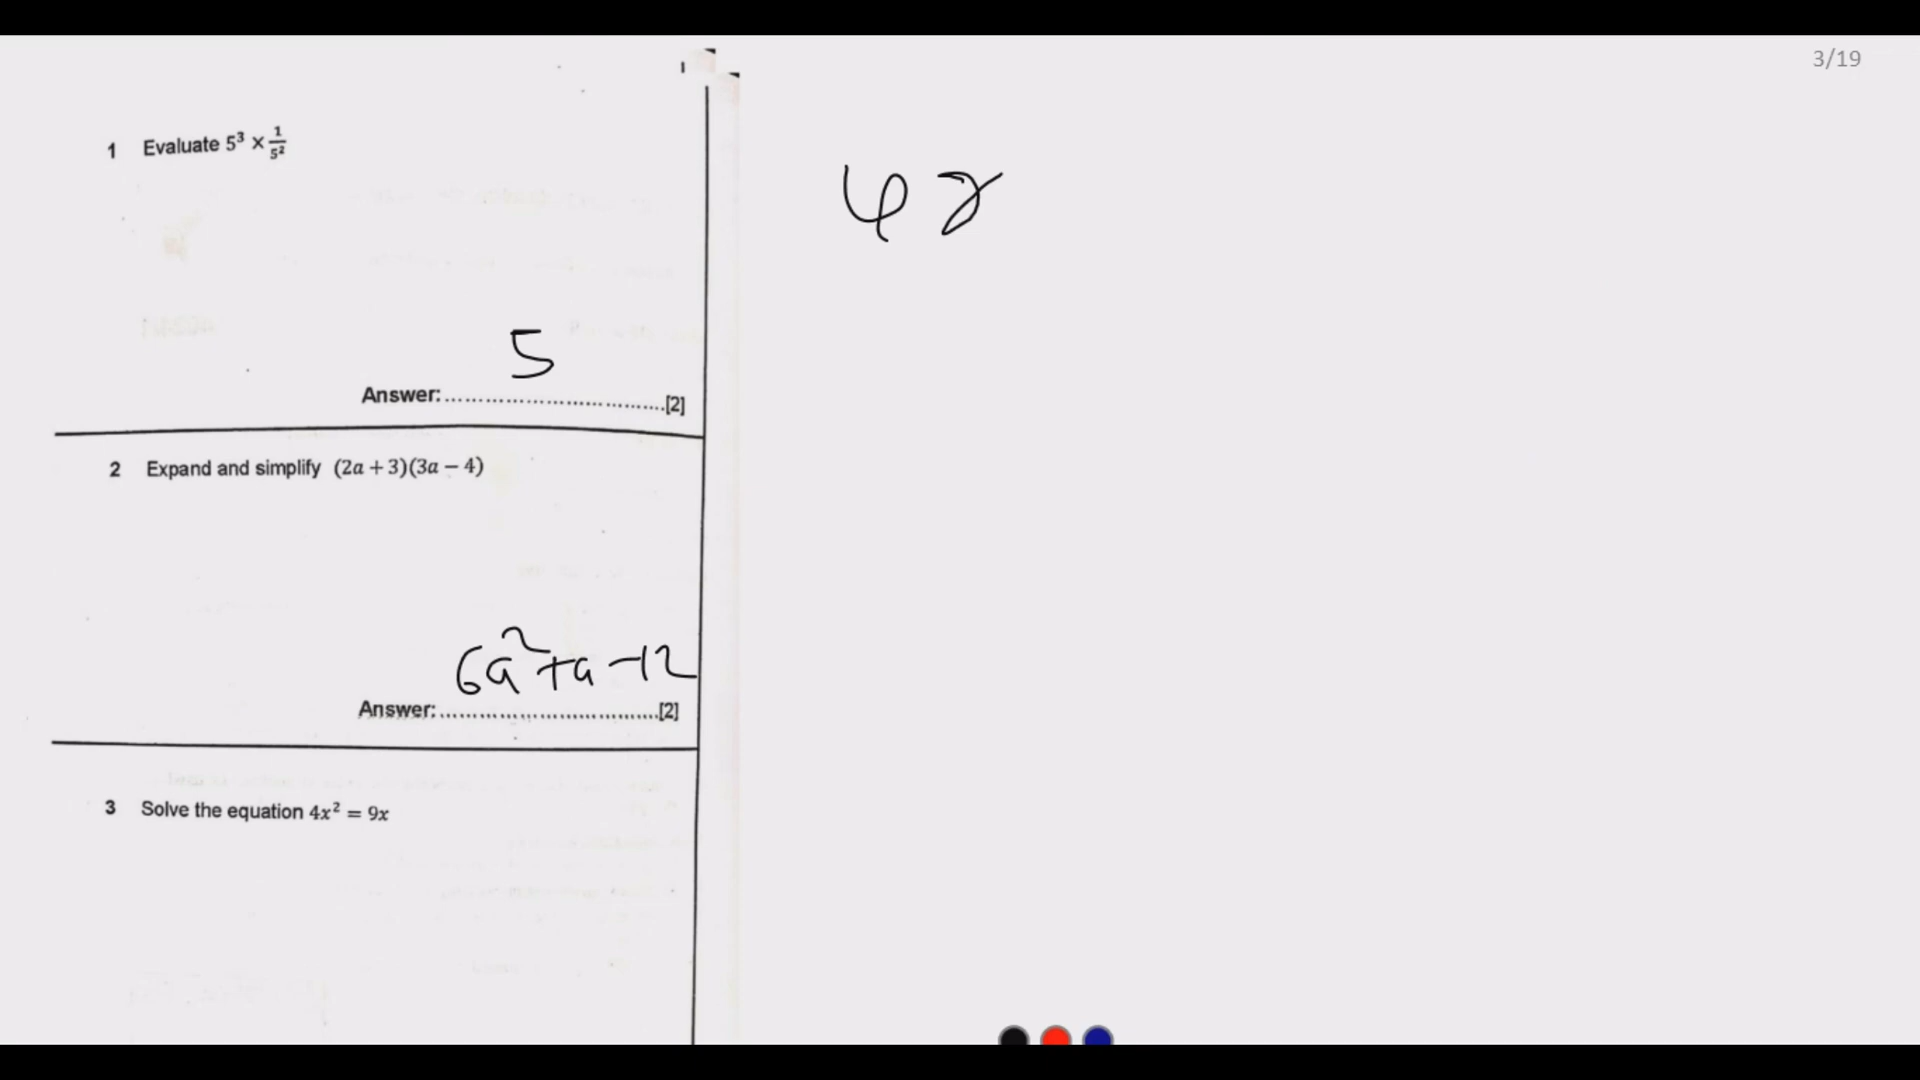 3/19
1 Evaluate 5³ × 1/5²
4x
5
Answer:....................................[2]
2 Expand and simplify (2a + 3)(3a − 4)
6a²+a−12
Answer:....................................[2]
3 Solve the equation 4x² = 9x